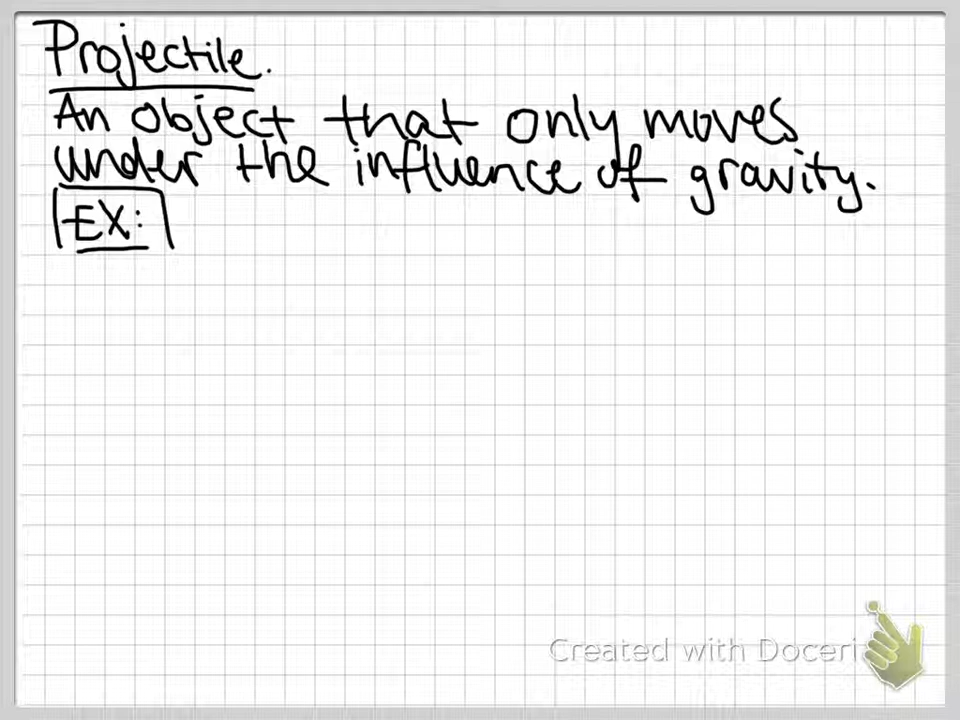 Projectile.
An object that only moves
under the influence of gravity.
EX:
Created with Doceri